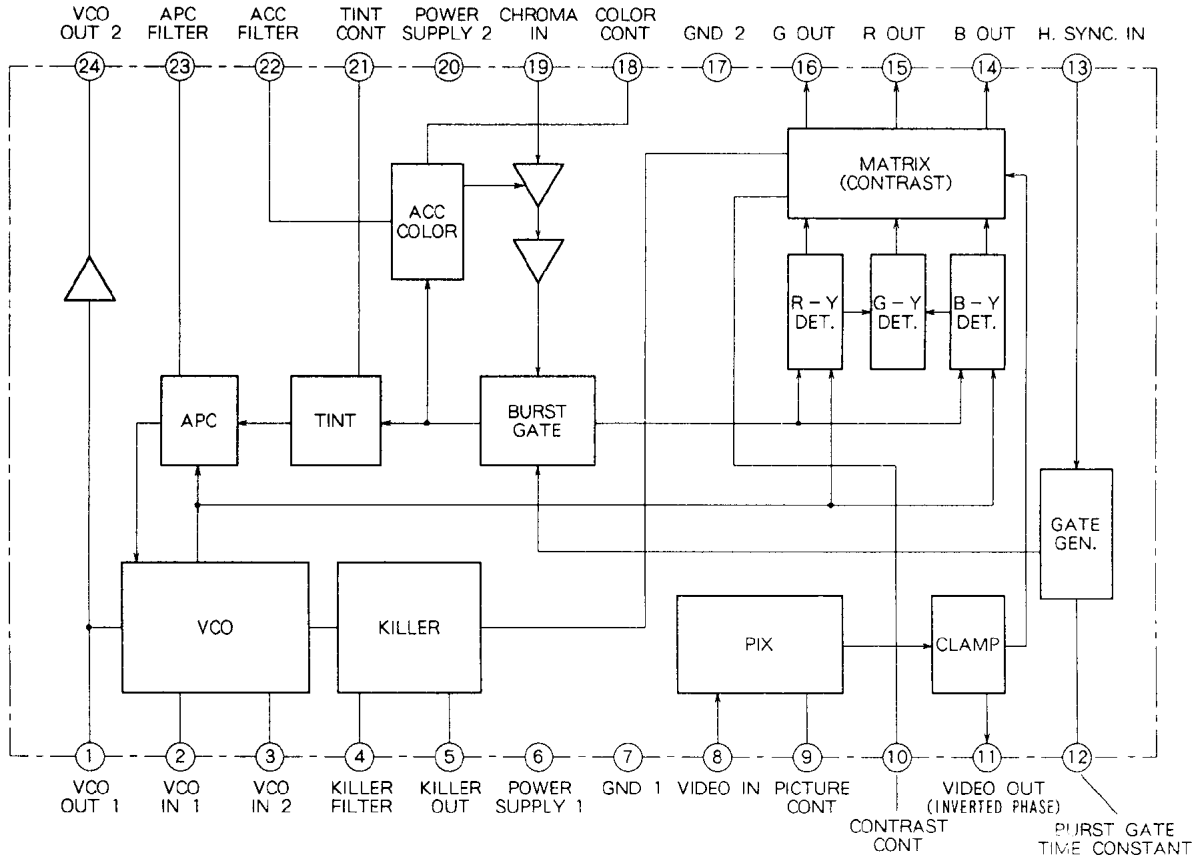 VCO OUT 2
APC FILTER
ACC FILTER
TINT CONT
POWER SUPPLY 2
CHROMA IN
COLOR CONT
GND 2
G OUT
R OUT
B OUT
H. SYNC. IN
24
23
22
21
20
19
18
17
16
15
14
13
MATRIX
(CONTRAST)
ACC
COLOR
R-Y
DET.
G-Y
DET.
B-Y
DET.
APC
TINT
BURST
GATE
GATE
GEN.
VCO
KILLER
PIX
CLAMP
1
2
3
4
5
6
7
8
9
10
11
12
VCO OUT 1
VCO IN 1
VCO IN 2
KILLER FILTER
KILLER OUT
POWER SUPPLY 1
GND 1
VIDEO IN
PICTURE CONT
CONTRAST CONT
VIDEO OUT
(INVERTED PHASE)
BURST GATE
TIME CONSTANT